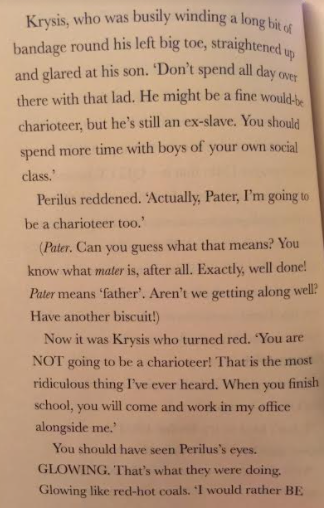 Krysis, who was busily winding a long bit of
bandage round his left big toe, straightened up
and glared at his son. ‘Don’t spend all day over
there with that lad. He might be a fine would-be
charioteer, but he’s still an ex-slave. You should
spend more time with boys of your own social
class.’
Perilus reddened. ‘Actually, Pater, I’m going to
be a charioteer too.’
(Pater. Can you guess what that means? You
know what mater is, after all. Exactly, well done!
Pater means ‘father’. Aren’t we getting along well?
Have another biscuit!)
Now it was Krysis who turned red. ‘You are
NOT going to be a charioteer! That is the most
ridiculous thing I’ve ever heard. When you finish
school, you will come and work in my office
alongside me.’
You should have seen Perilus’s eyes.
GLOWING. That’s what they were doing.
Glowing like red-hot coals. ‘I would rather BE